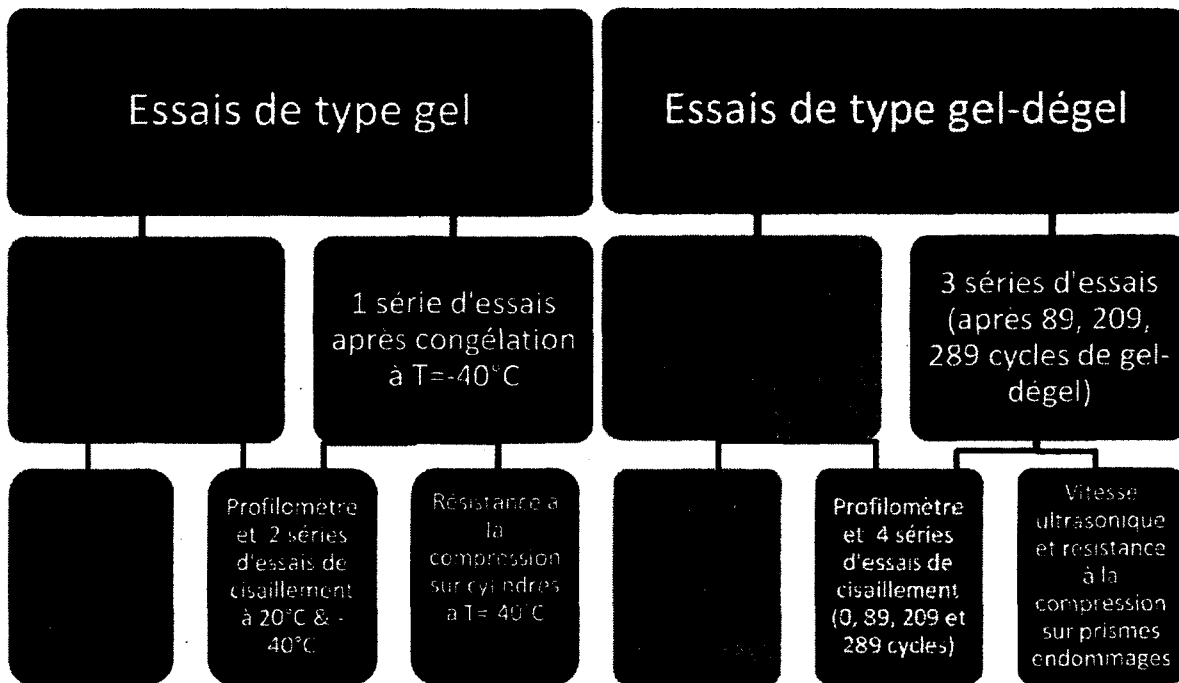 Essais de type gel
Essais de type gel-dégel
1 série d'essais
après congélation
à T=-40°C
3 séries d'essais
(après 89, 209,
289 cycles de gel-
dégel)
Profilomètre
et 2 séries
d'essais de
cisaillement
à 20°C & -
40°C
Résistance a
la
compression
sur cylindres
a T=-40°C
Profilomètre
et 4 séries
d'essais de
cisaillement
(0, 89, 209 et
289 cycles)
Vitesse
ultrasonique
et resistance
à la
compression
sur prismes
endommages